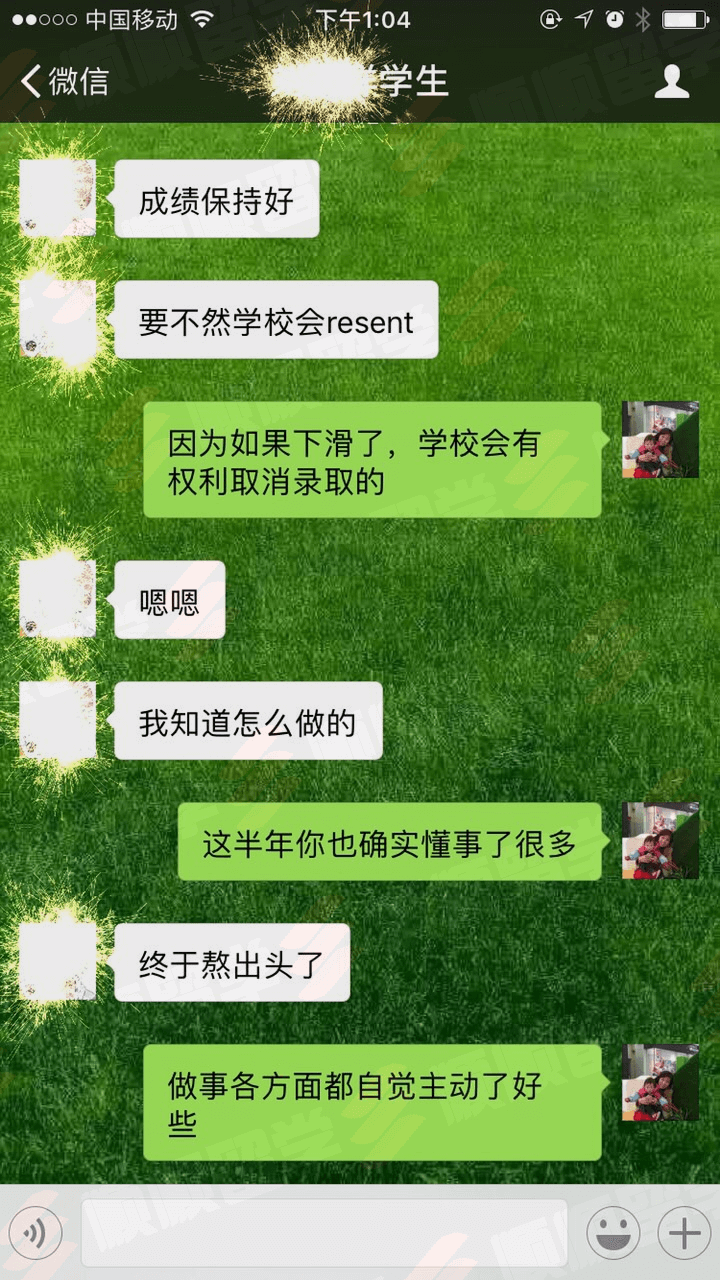 中国移动
下午1:04
微信
学生
成绩保持好
要不然学校会resent
因为如果下滑了，学校会有
权利取消录取的
嗯嗯
我知道怎么做的
这半年你也确实懂事了很多
终于熬出头了
做事各方面都自觉主动了好
些
顺顺留学